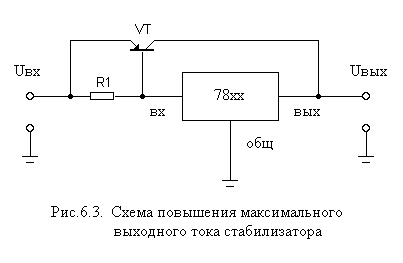 VT
Uвх
Uвых
R1
78xx
вх
вых
общ
Рис.6.3. Схема повышения максимального
выходного тока стабилизатора